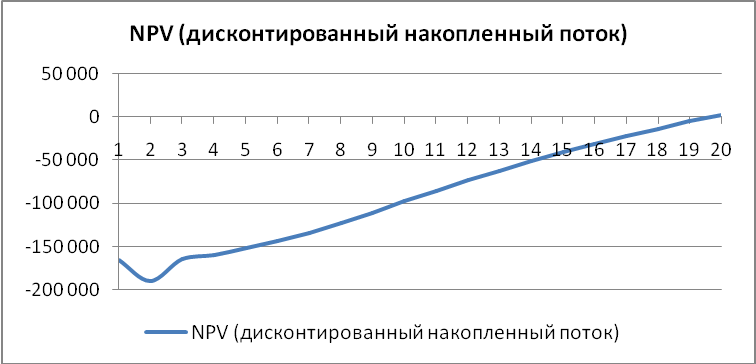 NPV (дисконтированный накопленный поток)
50 000
0
1 2 3 4 5 6 7 8 9 10 11 12 13 14 15 16 17 18 19 20
-50 000
-100 000
-150 000
-200 000
NPV (дисконтированный накопленный поток)